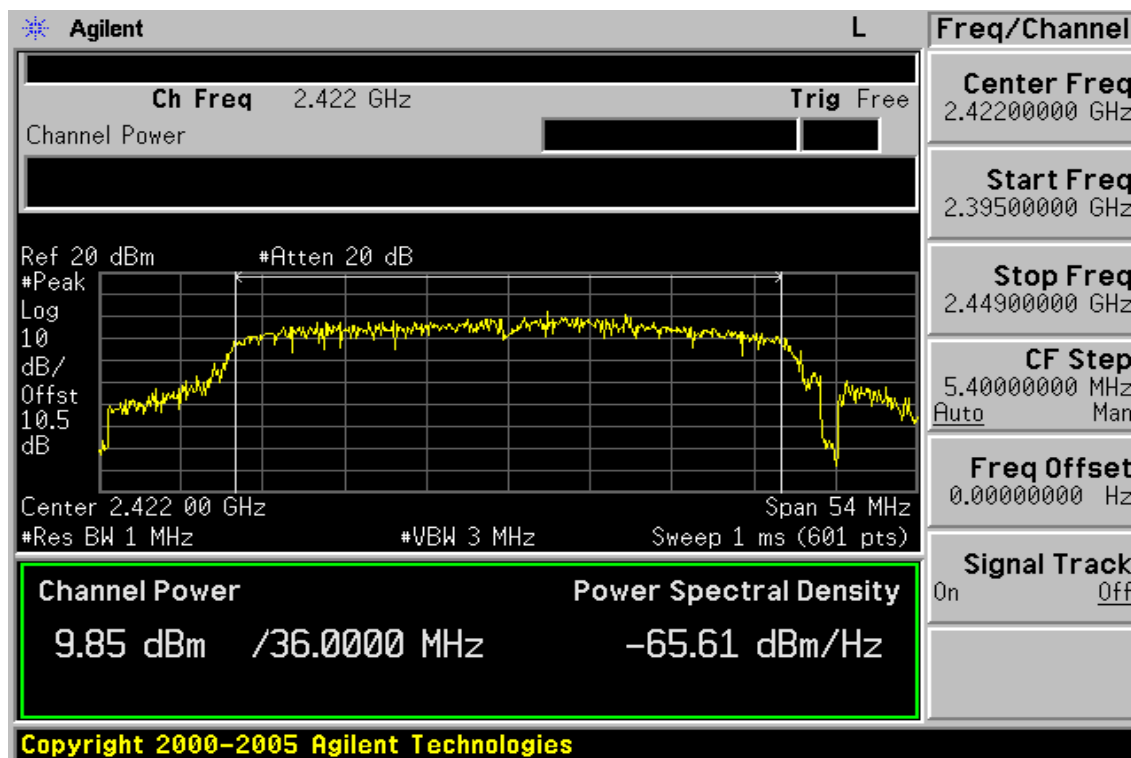 Agilent
L
Freq/Channel
Ch Freq 2.422 GHz
Trig Free
Channel Power
Center Freq
2.42200000 GHz
Start Freq
2.39500000 GHz
Stop Freq
2.44900000 GHz
CF Step
5.40000000 MHz
Auto Man
Freq Offset
0.00000000 Hz
Signal Track
On Off
Ref 20 dBm #Atten 20 dB
#Peak
Log
10
dB/
Offst
10.5
dB
Center 2.422 00 GHz Span 54 MHz
#Res BW 1 MHz #VBW 3 MHz Sweep 1 ms (601 pts)
Channel Power Power Spectral Density
9.85 dBm /36.0000 MHz -65.61 dBm/Hz
Copyright 2000-2005 Agilent Technologies